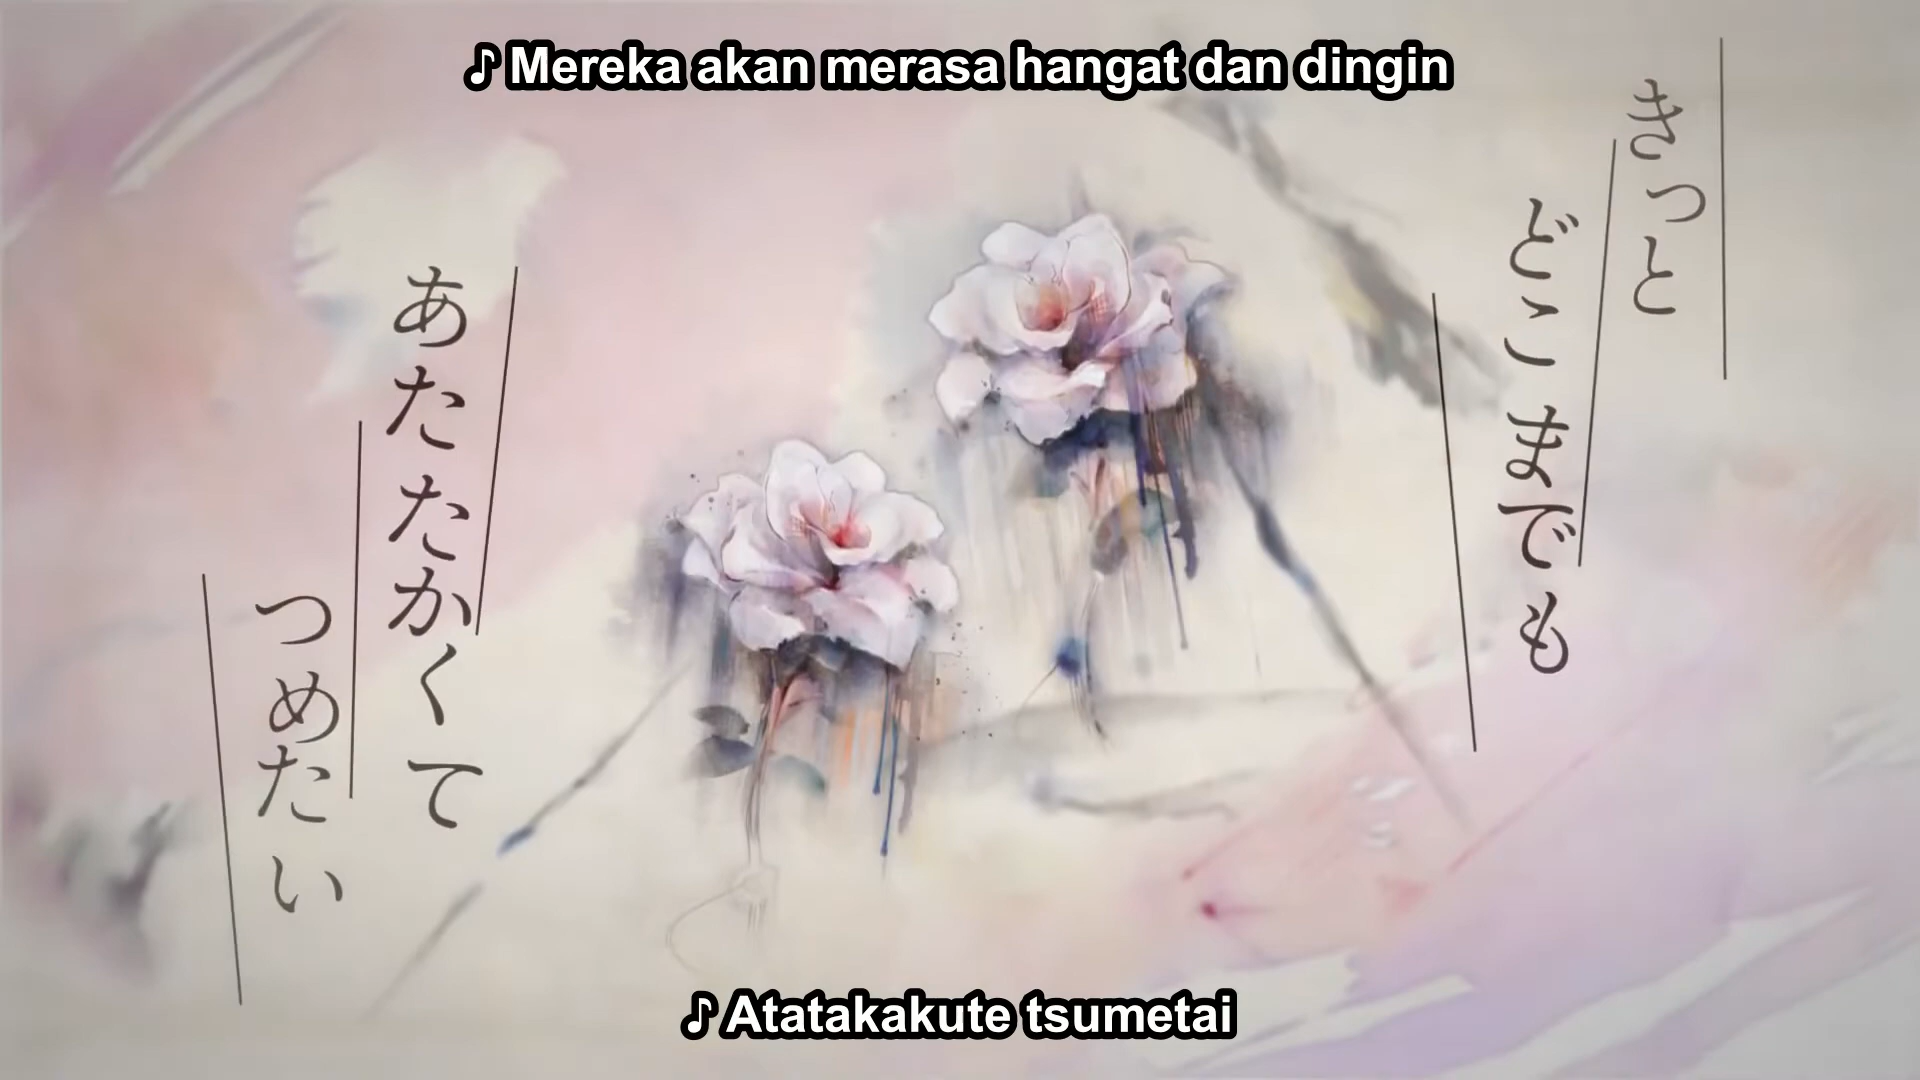 ♪ Mereka akan merasa hangat dan dingin
きっと
どこまでも
あたたかくて
つめたい
♪ Atatakakute tsumetai